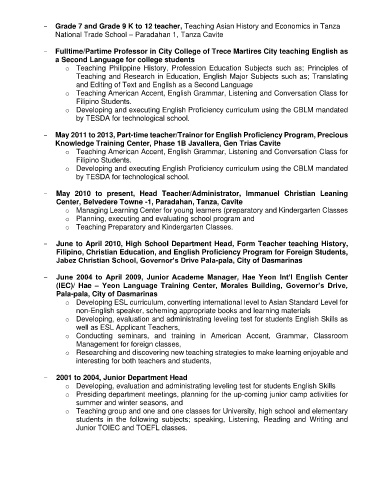 - Grade 7 and Grade 9 K to 12 teacher, Teaching Asian History and Economics in Tanza
National Trade School – Paradahan 1, Tanza Cavite
- Fulltime/Partime Professor in City College of Trece Martires City teaching English as
a Second Language for college students
o Teaching Philippine History, Profession Education Subjects such as; Principles of
Teaching and Research in Education, English Major Subjects such as; Translating
and Editing of Text and English as a Second Language
o Teaching American Accent, English Grammar, Listening and Conversation Class for
Filipino Students.
o Developing and executing English Proficiency curriculum using the CBLM mandated
by TESDA for technological school.
- May 2011 to 2013, Part-time teacher/Trainor for English Proficiency Program, Precious
Knowledge Training Center, Phase 1B Javallera, Gen Trias Cavite
o Teaching American Accent, English Grammar, Listening and Conversation Class for
Filipino Students.
o Developing and executing English Proficiency curriculum using the CBLM mandated
by TESDA for technological school.
- May 2010 to present, Head Teacher/Administrator, Immanuel Christian Leaning
Center, Belvedere Towne -1, Paradahan, Tanza, Cavite
o Managing Learning Center for young learners (preparatory and Kindergarten Classes
o Planning, executing and evaluating school program and
o Teaching Preparatory and Kindergarten Classes.
- June to April 2010, High School Department Head, Form Teacher teaching History,
Filipino, Christian Education, and English Proficiency Program for Foreign Students,
Jabez Christian School, Governor's Drive Pala-pala, City of Dasmarinas
- June 2004 to April 2009, Junior Academe Manager, Hae Yeon Int'l English Center
(IEC)/ Hae – Yeon Language Training Center, Morales Building, Governor's Drive,
Pala-pala, City of Dasmarinas
o Developing ESL curriculum, converting international level to Asian Standard Level for
non-English speaker, scheming appropriate books and learning materials
o Developing, evaluation and administrating leveling test for students English Skills as
well as ESL Applicant Teachers,
o Conducting seminars, and training in American Accent, Grammar, Classroom
Management for foreign classes,
o Researching and discovering new teaching strategies to make learning enjoyable and
interesting for both teachers and students,
- 2001 to 2004, Junior Department Head
o Developing, evaluation and administrating leveling test for students English Skills
o Presiding department meetings, planning for the up-coming junior camp activities for
summer and winter seasons, and
o Teaching group and one and one classes for University, high school and elementary
students in the following subjects; speaking, Listening, Reading and Writing and
Junior TOIEC and TOEFL classes.